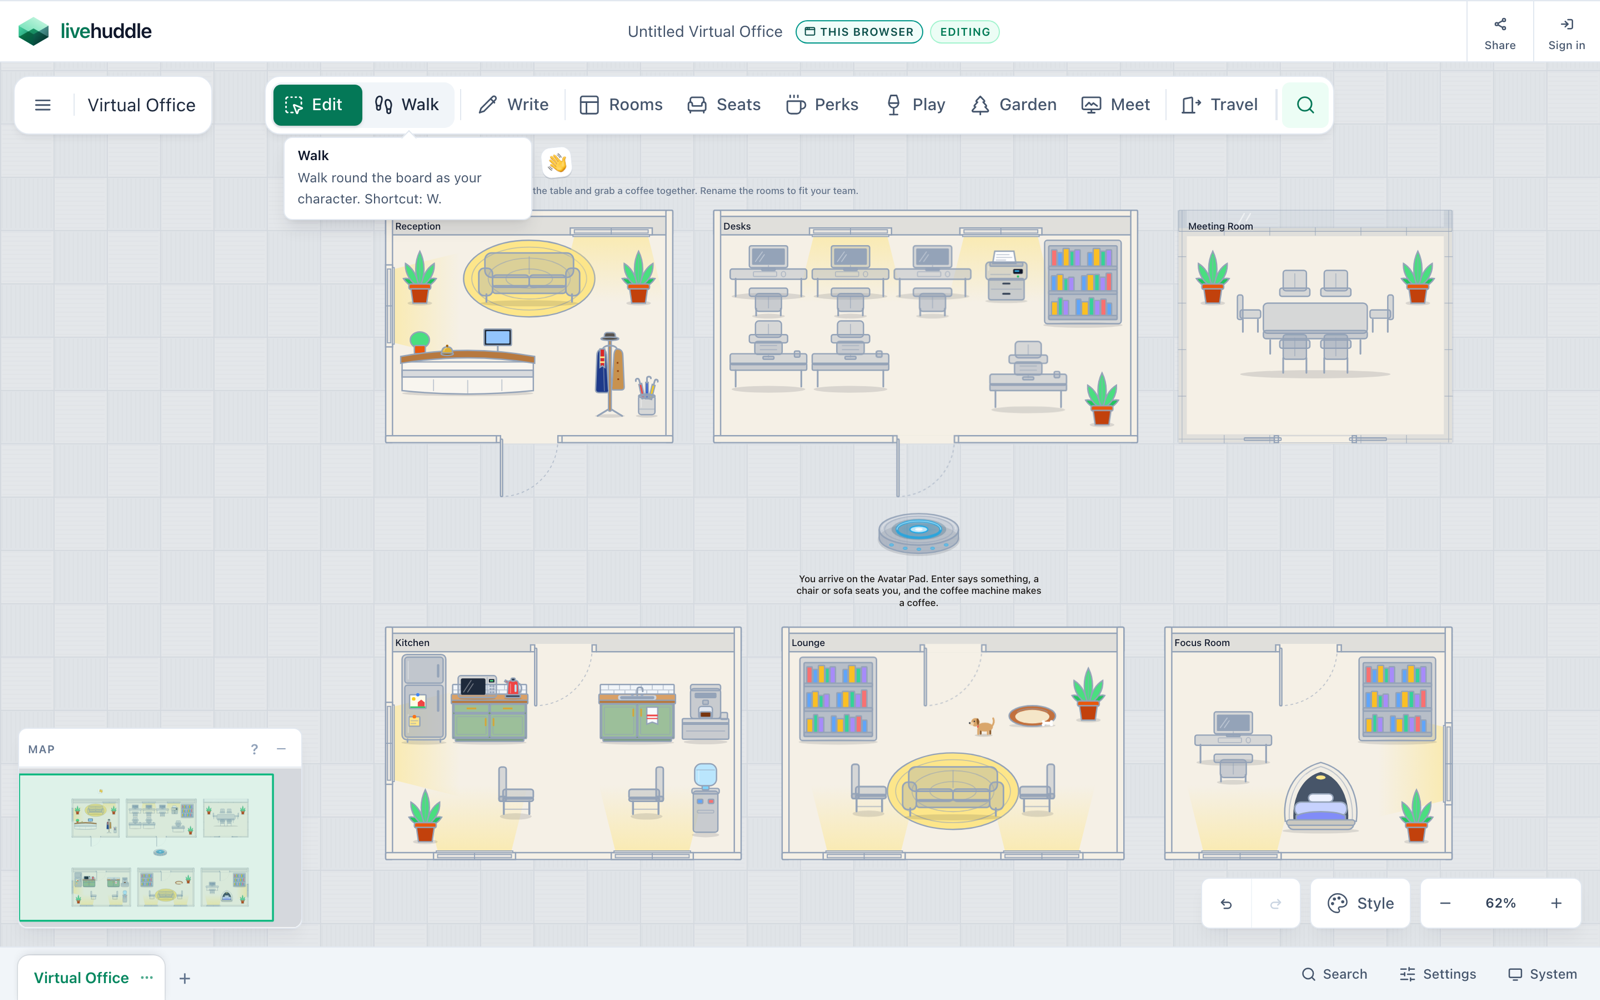 livehuddle
Untitled Virtual Office
THIS BROWSER
EDITING
Share
Sign in
Virtual Office
Edit
Walk
Write
Rooms
Seats
Perks
Play
Garden
Meet
Travel
Walk
Walk round the board as your
character. Shortcut: W.
the table and grab a coffee together. Rename the rooms to fit your team.
Reception
Desks
Meeting Room
You arrive on the Avatar Pad. Enter says something, a
chair or sofa seats you, and the coffee machine makes
a coffee.
Kitchen
Lounge
Focus Room
MAP
?
Style
62%
Virtual Office
Search
Settings
System